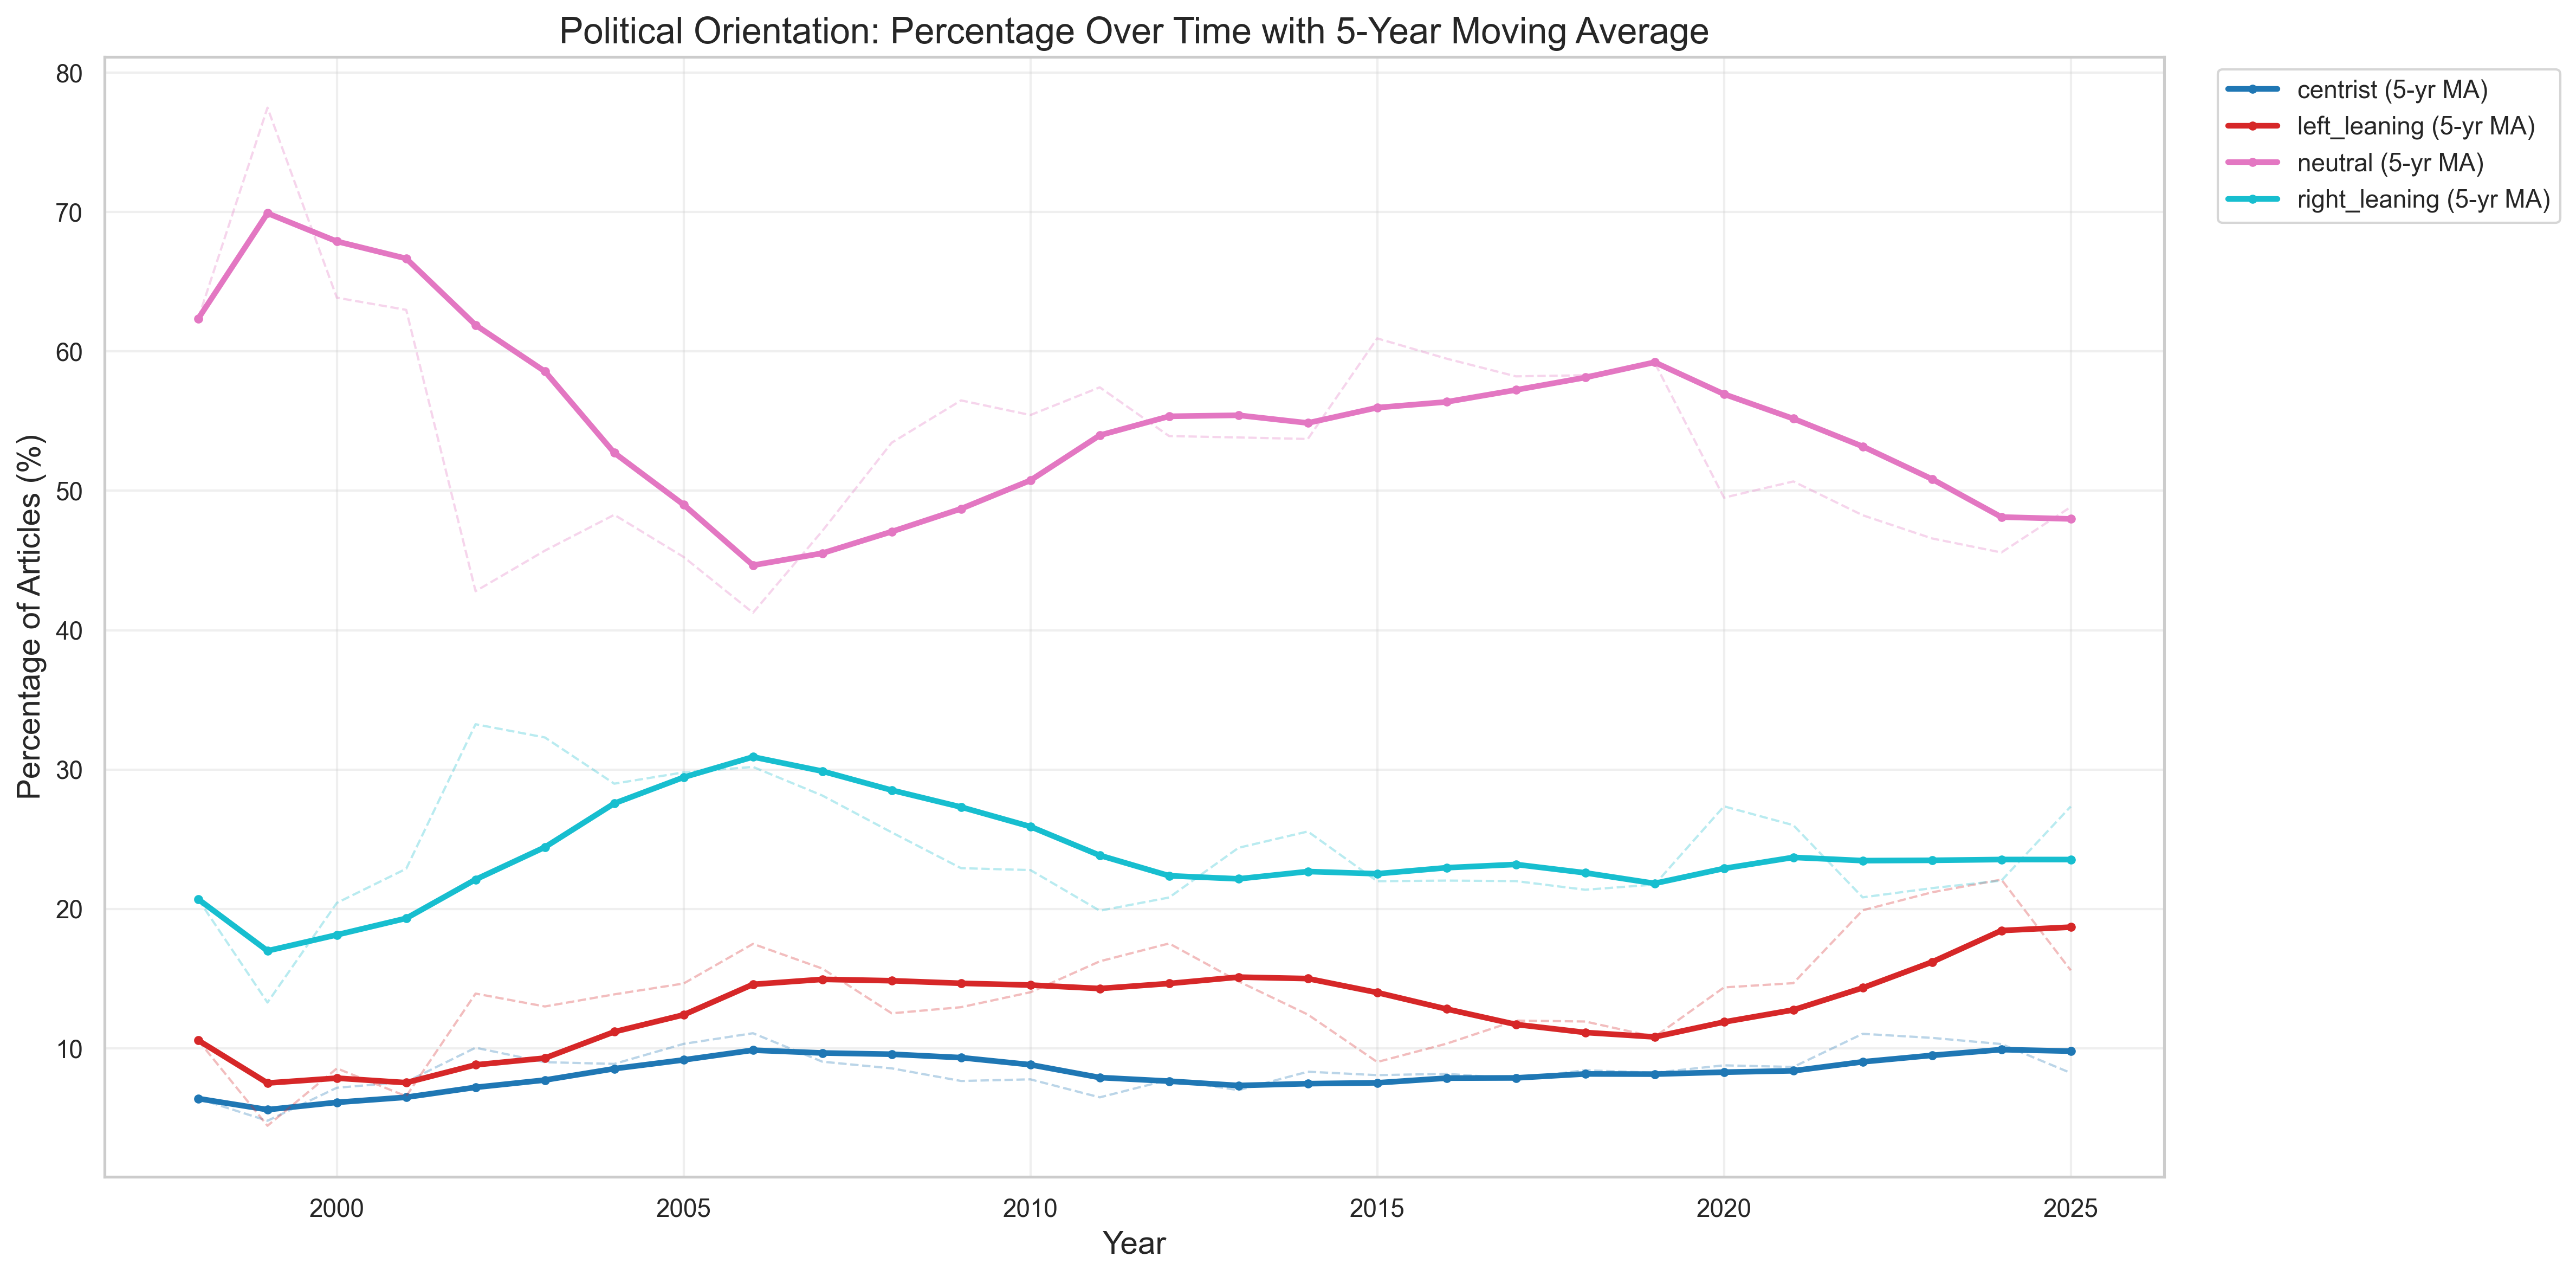 Political Orientation: Percentage Over Time with 5-Year Moving Average
centrist (5-yr MA)
left_leaning (5-yr MA)
neutral (5-yr MA)
right_leaning (5-yr MA)
Percentage of Articles (%)
80
70
60
50
40
30
20
10
2000
2005
2010
2015
2020
2025
Year